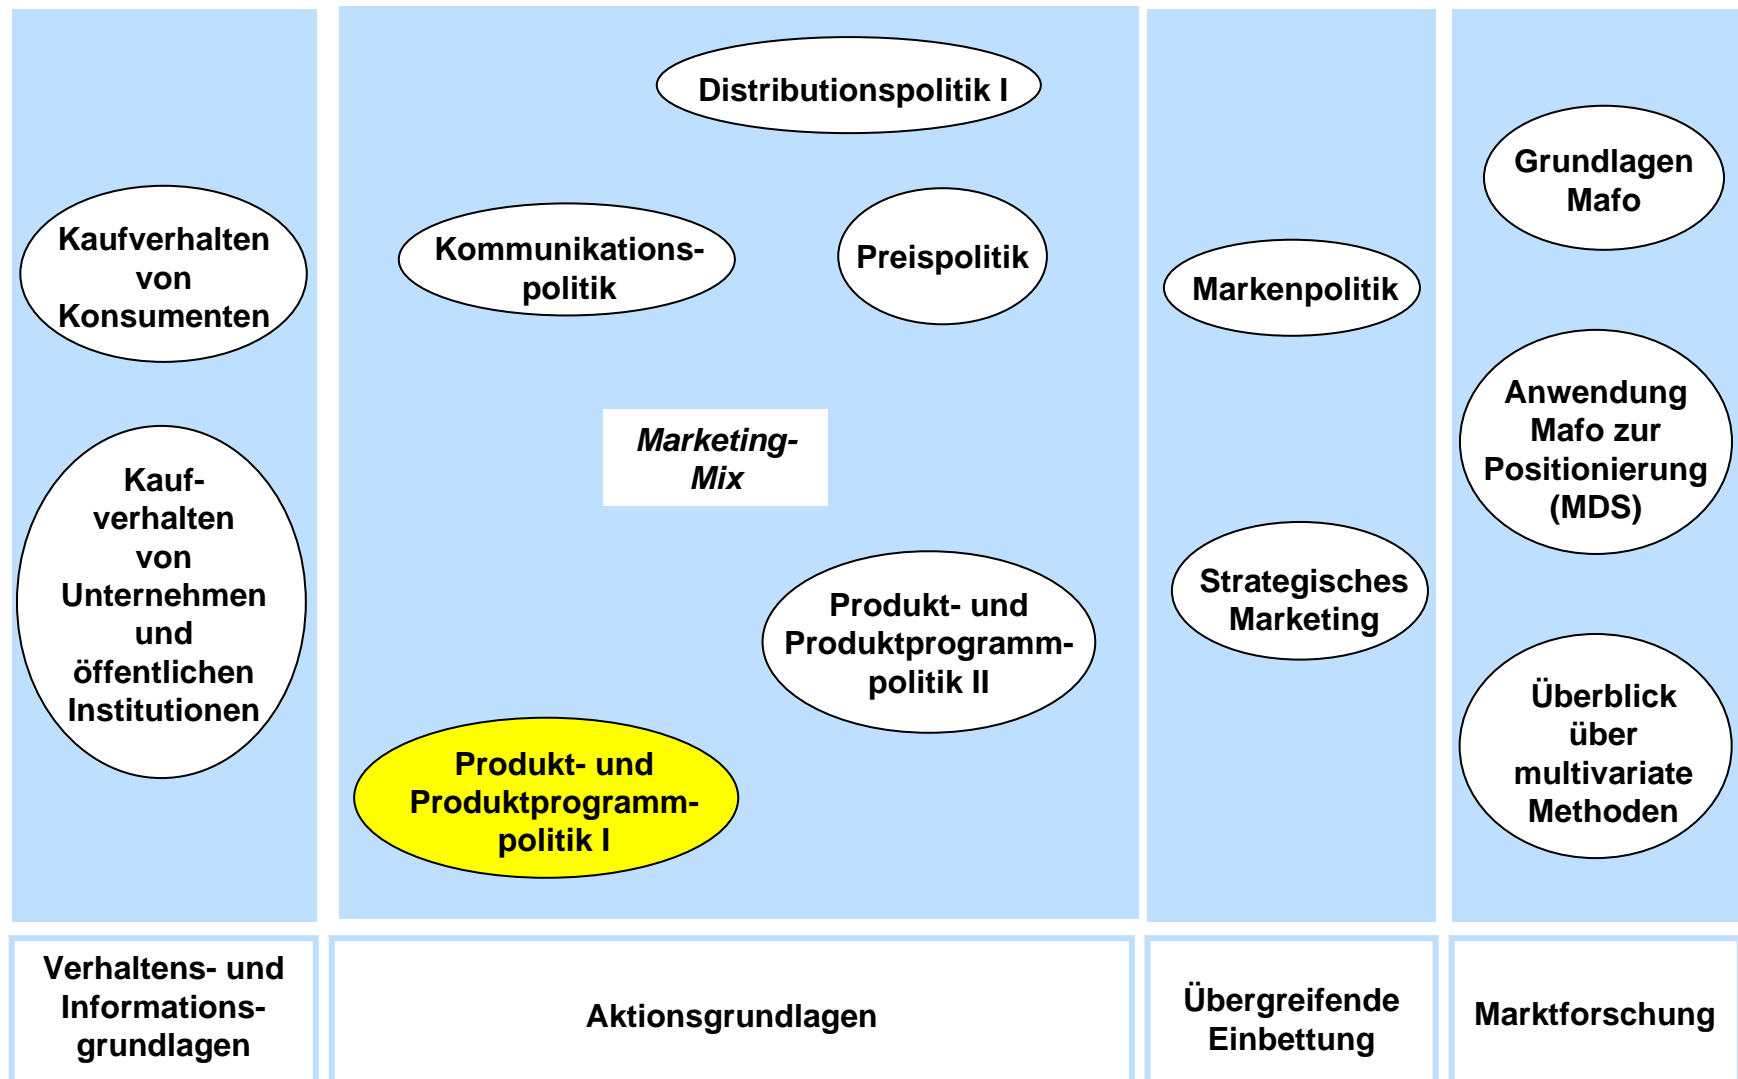 Kaufverhalten
von
Konsumenten
Kauf-
verhalten
von
Unternehmen
und
öffentlichen
Institutionen
Verhaltens- und
Informations-
grundlagen
Distributionspolitik I
Kommunikations-
politik
Preispolitik
Marketing-
Mix
Produkt- und
Produktprogramm-
politik II
Produkt- und
Produktprogramm-
politik I
Aktionsgrundlagen
Markenpolitik
Strategisches
Marketing
Übergreifende
Einbettung
Grundlagen
Mafo
Anwendung
Mafo zur
Positionierung
(MDS)
Überblick
über
multivariate
Methoden
Marktforschung